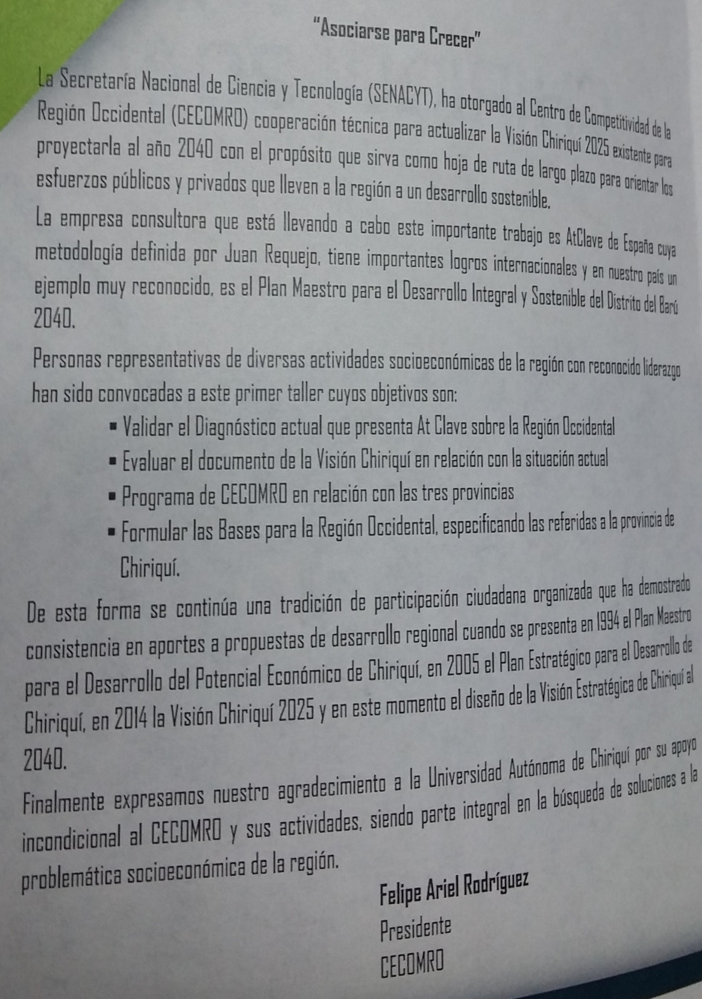 “Asociarse para Crecer”
La Secretaría Nacional de Ciencia y Tecnología (SENACYT), ha otorgado al Centro de Competitividad de la
Región Occidental (CECOMRO) cooperación técnica para actualizar la Visión Chiriquí 2025 existente para
proyectarla al año 2040 con el propósito que sirva como hoja de ruta de largo plazo para orientar los
esfuerzos públicos y privados que lleven a la región a un desarrollo sostenible.
La empresa consultora que está llevando a cabo este importante trabajo es AtClave de España cuya
metodología definida por Juan Requejo, tiene importantes logros internacionales y en nuestro país un
ejemplo muy reconocido, es el Plan Maestro para el Desarrollo Integral y Sostenible del Distrito del Barú
2040.
Personas representativas de diversas actividades socioeconómicas de la región con reconocido liderazgo
han sido convocadas a este primer taller cuyos objetivos son:
▪ Validar el Diagnóstico actual que presenta At Clave sobre la Región Occidental
▪ Evaluar el documento de la Visión Chiriquí en relación con la situación actual
▪ Programa de CECOMRO en relación con las tres provincias
▪ Formular las Bases para la Región Occidental, especificando las referidas a la provincia de
Chiriquí.
De esta forma se continúa una tradición de participación ciudadana organizada que ha demostrado
consistencia en aportes a propuestas de desarrollo regional cuando se presenta en 1994 el Plan Maestro
para el Desarrollo del Potencial Económico de Chiriquí, en 2005 el Plan Estratégico para el Desarrollo de
Chiriquí, en 2014 la Visión Chiriquí 2025 y en este momento el diseño de la Visión Estratégica de Chiriquí al
2040.
Finalmente expresamos nuestro agradecimiento a la Universidad Autónoma de Chiriquí por su apoyo
incondicional al CECOMRO y sus actividades, siendo parte integral en la búsqueda de soluciones a la
problemática socioeconómica de la región.
Felipe Ariel Rodríguez
Presidente
CECOMRO